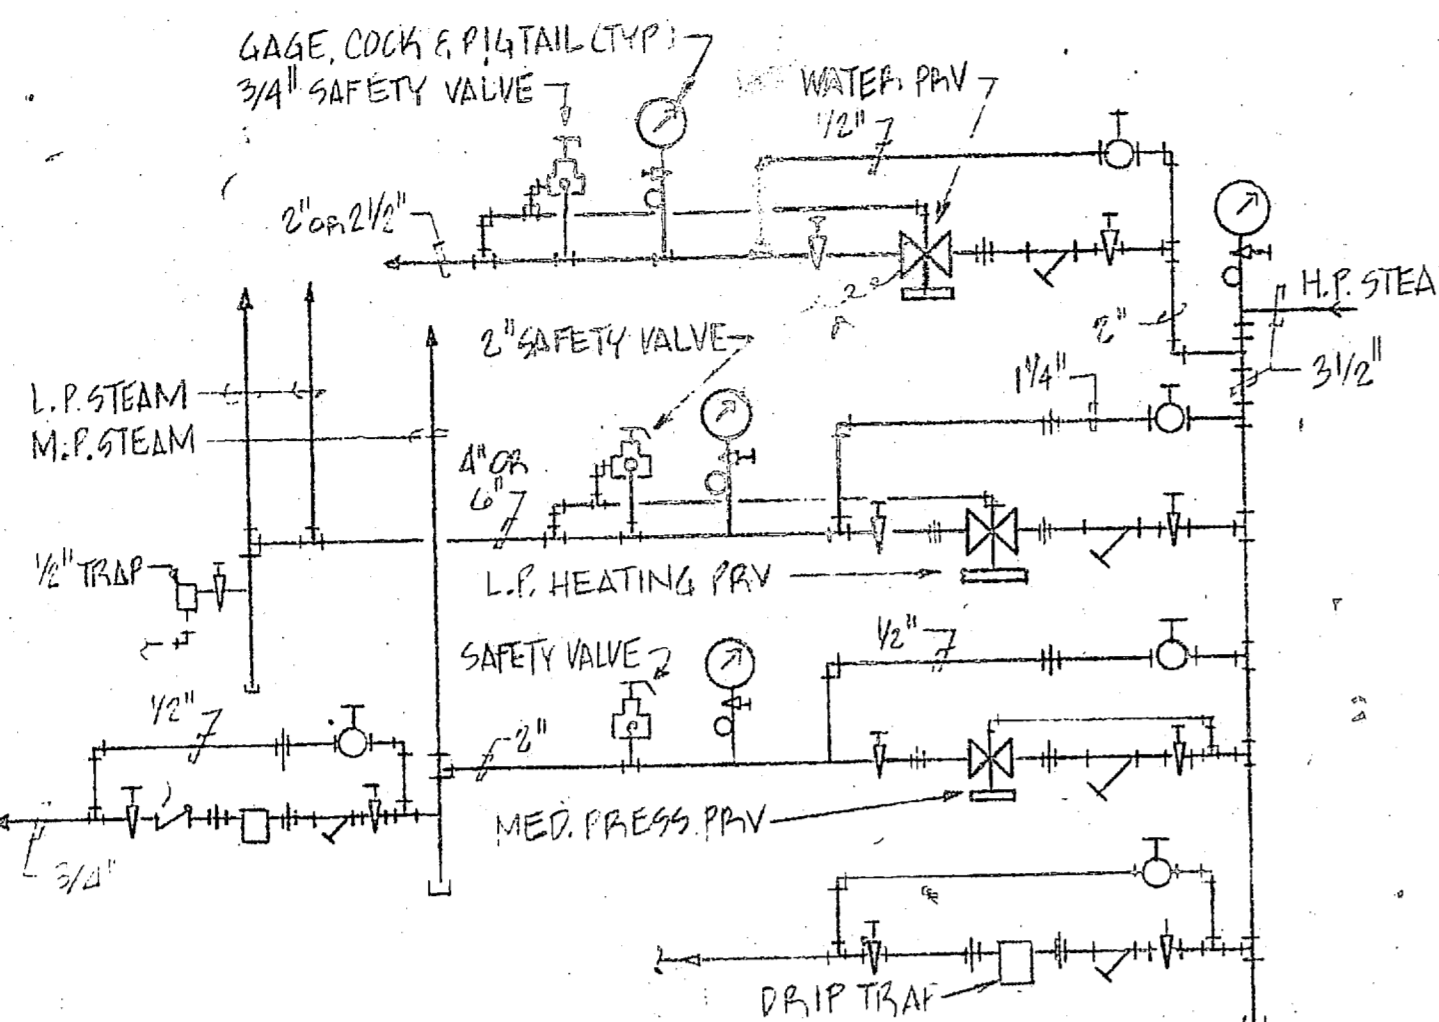 GAGE, COCK & PIGTAIL (TYP)
3/4" SAFETY VALVE
WATER PRV
1/2"
2" OR 2 1/2"
H.P. STEA
2"
2" SAFETY VALVE
1 1/4"
3 1/2"
L.P. STEAM
M.P. STEAM
4" OR
6"
1/2" TRAP
L.P. HEATING PRV
SAFETY VALVE
1/2"
1/2"
2"
MED. PRESS. PRV
3/4"
DRIP TRAP